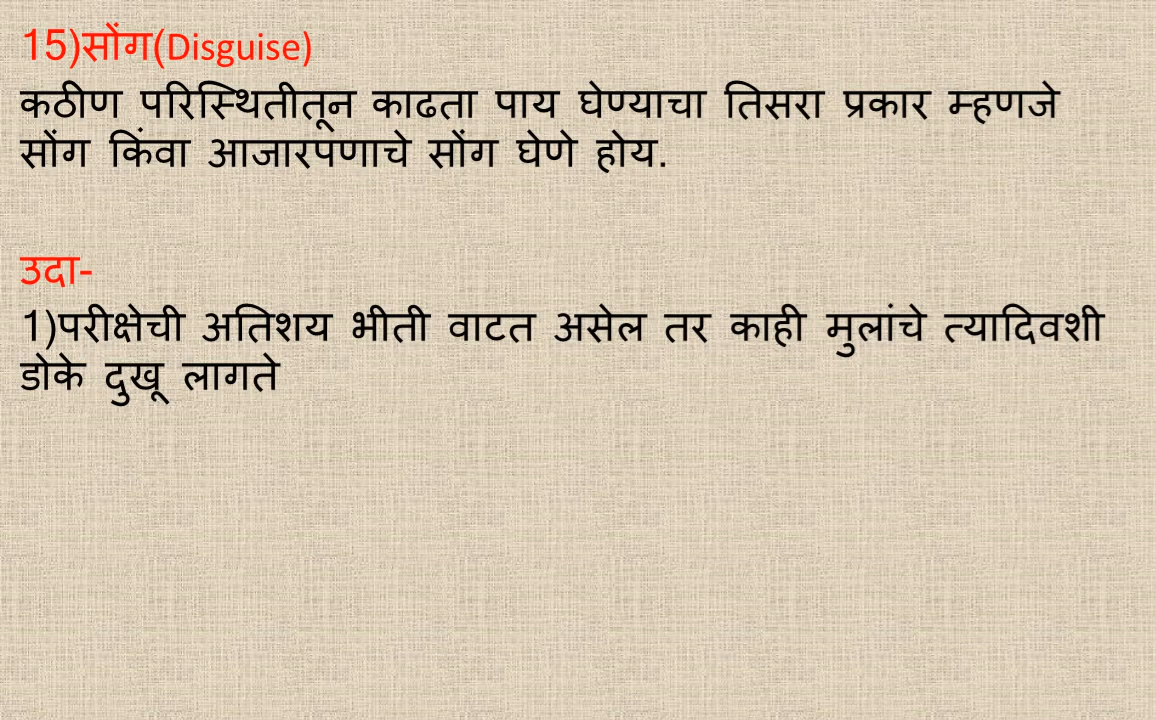 15)सोंग(Disguise)
कठीण परिस्थितीतून काढता पाय घेण्याचा तिसरा प्रकार म्हणजे
सोंग किंवा आजारपणाचे सोंग घेणे होय.
उदा-
1)परीक्षेची अतिशय भीती वाटत असेल तर काही मुलांचे त्यादिवशी
डोके दुखू लागते